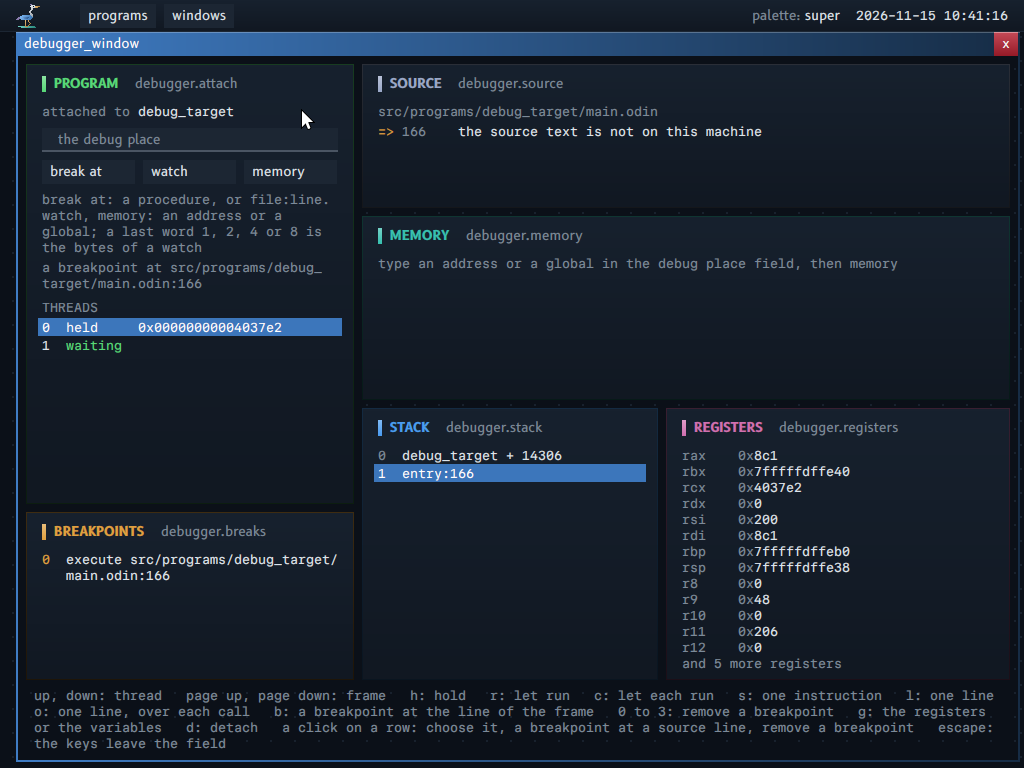 programs windows palette: super 2026-11-15 10:41:16
debugger_window x
PROGRAM debugger.attach
attached to debug_target
the debug place
break at watch memory
break at: a procedure, or file:line.
watch, memory: an address or a
global; a last word 1, 2, 4 or 8 is
the bytes of a watch
a breakpoint at src/programs/debug_
target/main.odin:166
THREADS
0 held 0x00000000004037e2
1 waiting
BREAKPOINTS debugger.breaks
0 execute src/programs/debug_target/
main.odin:166
SOURCE debugger.source
src/programs/debug_target/main.odin
=> 166 the source text is not on this machine
MEMORY debugger.memory
type an address or a global in the debug place field, then memory
STACK debugger.stack
0 debug_target + 14306
1 entry:166
REGISTERS debugger.registers
rax 0x8c1
rbx 0x7fffffdffe40
rcx 0x4037e2
rdx 0x0
rsi 0x200
rdi 0x8c1
rbp 0x7fffffdffeb0
rsp 0x7fffffdffe38
r8 0x0
r9 0x48
r10 0x0
r11 0x206
r12 0x0
and 5 more registers
up, down: thread page up, page down: frame h: hold r: let run c: let each run s: one instruction l: one line
o: one line, over each call b: a breakpoint at the line of the frame 0 to 3: remove a breakpoint g: the registers
or the variables d: detach a click on a row: choose it, a breakpoint at a source line, remove a breakpoint escape:
the keys leave the field